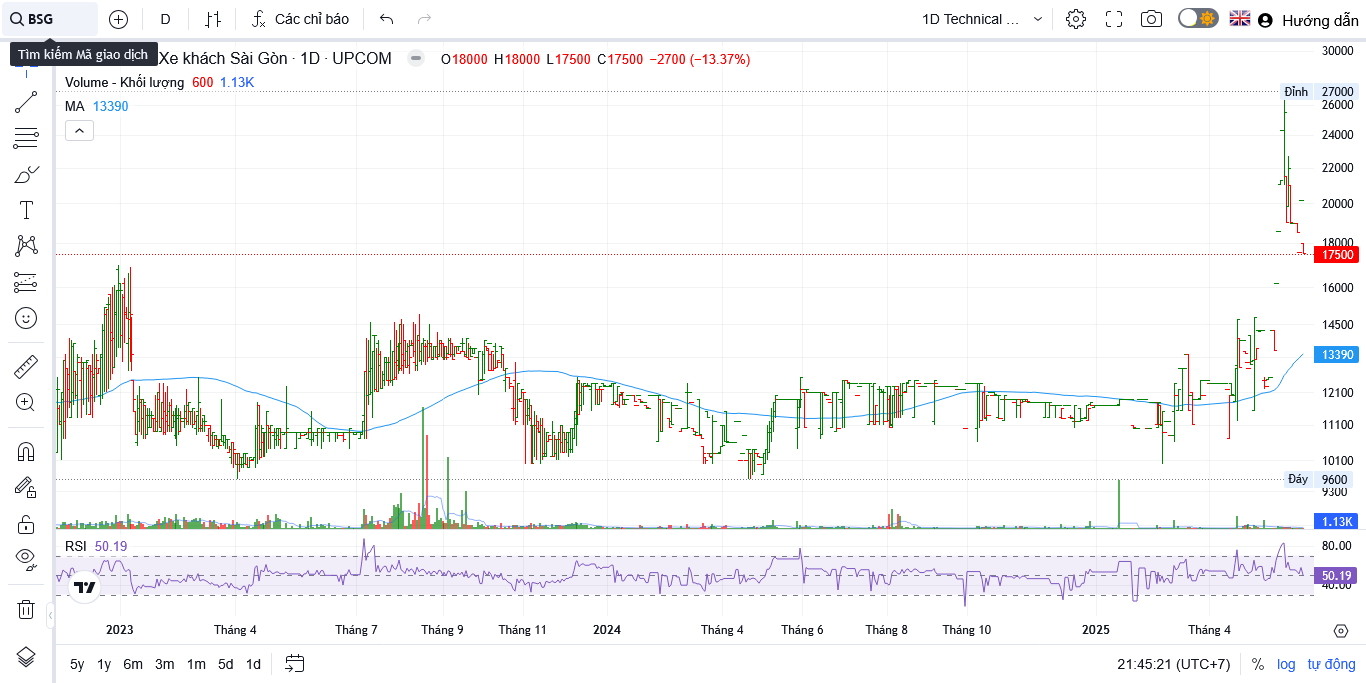 BSG D Các chỉ báo 1D Technical ... Hướng dẫn
Tìm kiếm Mã giao dịch
Xe khách Sài Gòn · 1D · UPCOM O18000 H18000 L17500 C17500 −2700 (−13.37%)
Volume - Khối lượng 600 1.13K
MA 13390
30000
Đỉnh 27000
26000
24000
22000
20000
18000
17500
16000
14500
13390
12100
11100
10100
Đáy 9600
9300
1.13K
RSI 50.19
80.00
50.19
40.00
2023 Tháng 4 Tháng 7 Tháng 9 Tháng 11 2024 Tháng 4 Tháng 6 Tháng 8 Tháng 10 2025 Tháng 4
5y 1y 6m 3m 1m 5d 1d 21:45:21 (UTC+7) % log tự động